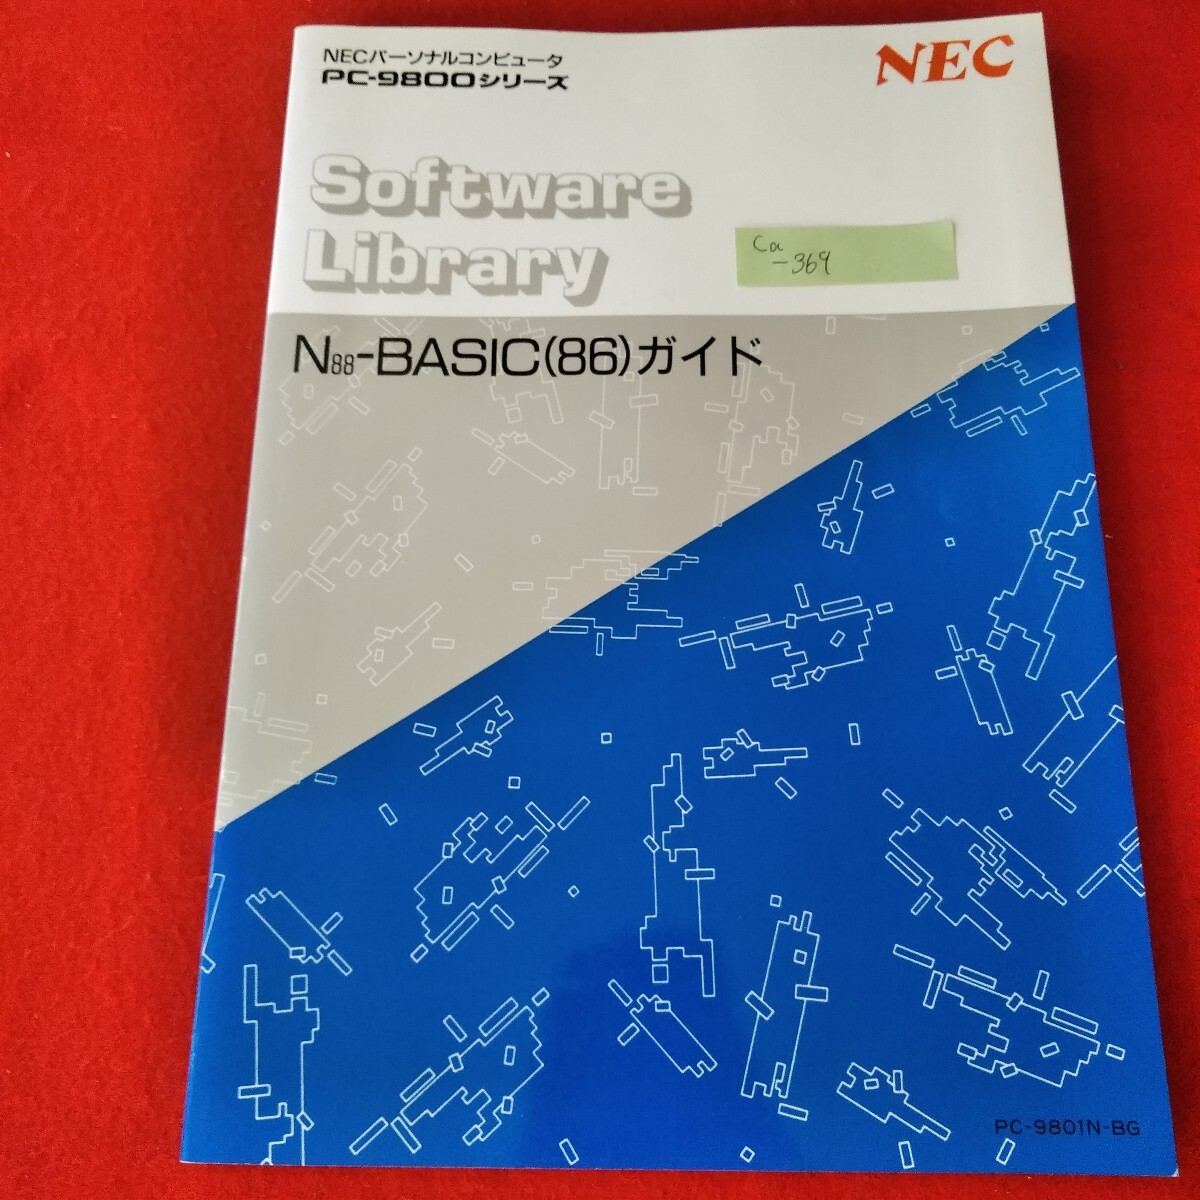 NECパーソナルコンピュータ
PC-9800シリーズ
NEC
Software
Library
Ca
-369
N88-BASIC(86)ガイド
PC-9801N-BG